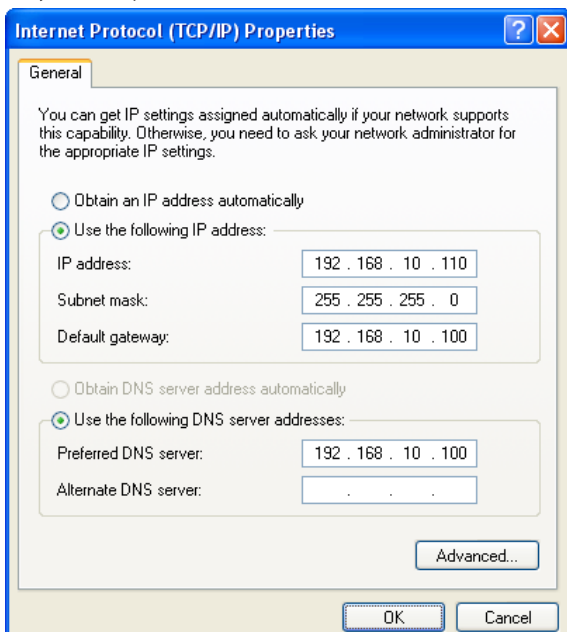 Internet Protocol (TCP/IP) Properties
General
You can get IP settings assigned automatically if your network supports
this capability. Otherwise, you need to ask your network administrator for
the appropriate IP settings.
Obtain an IP address automatically
Use the following IP address:
IP address: 192 . 168 . 10 . 110
Subnet mask: 255 . 255 . 255 . 0
Default gateway: 192 . 168 . 10 . 100
Obtain DNS server address automatically
Use the following DNS server addresses:
Preferred DNS server: 192 . 168 . 10 . 100
Alternate DNS server: . . .
Advanced...
OK Cancel